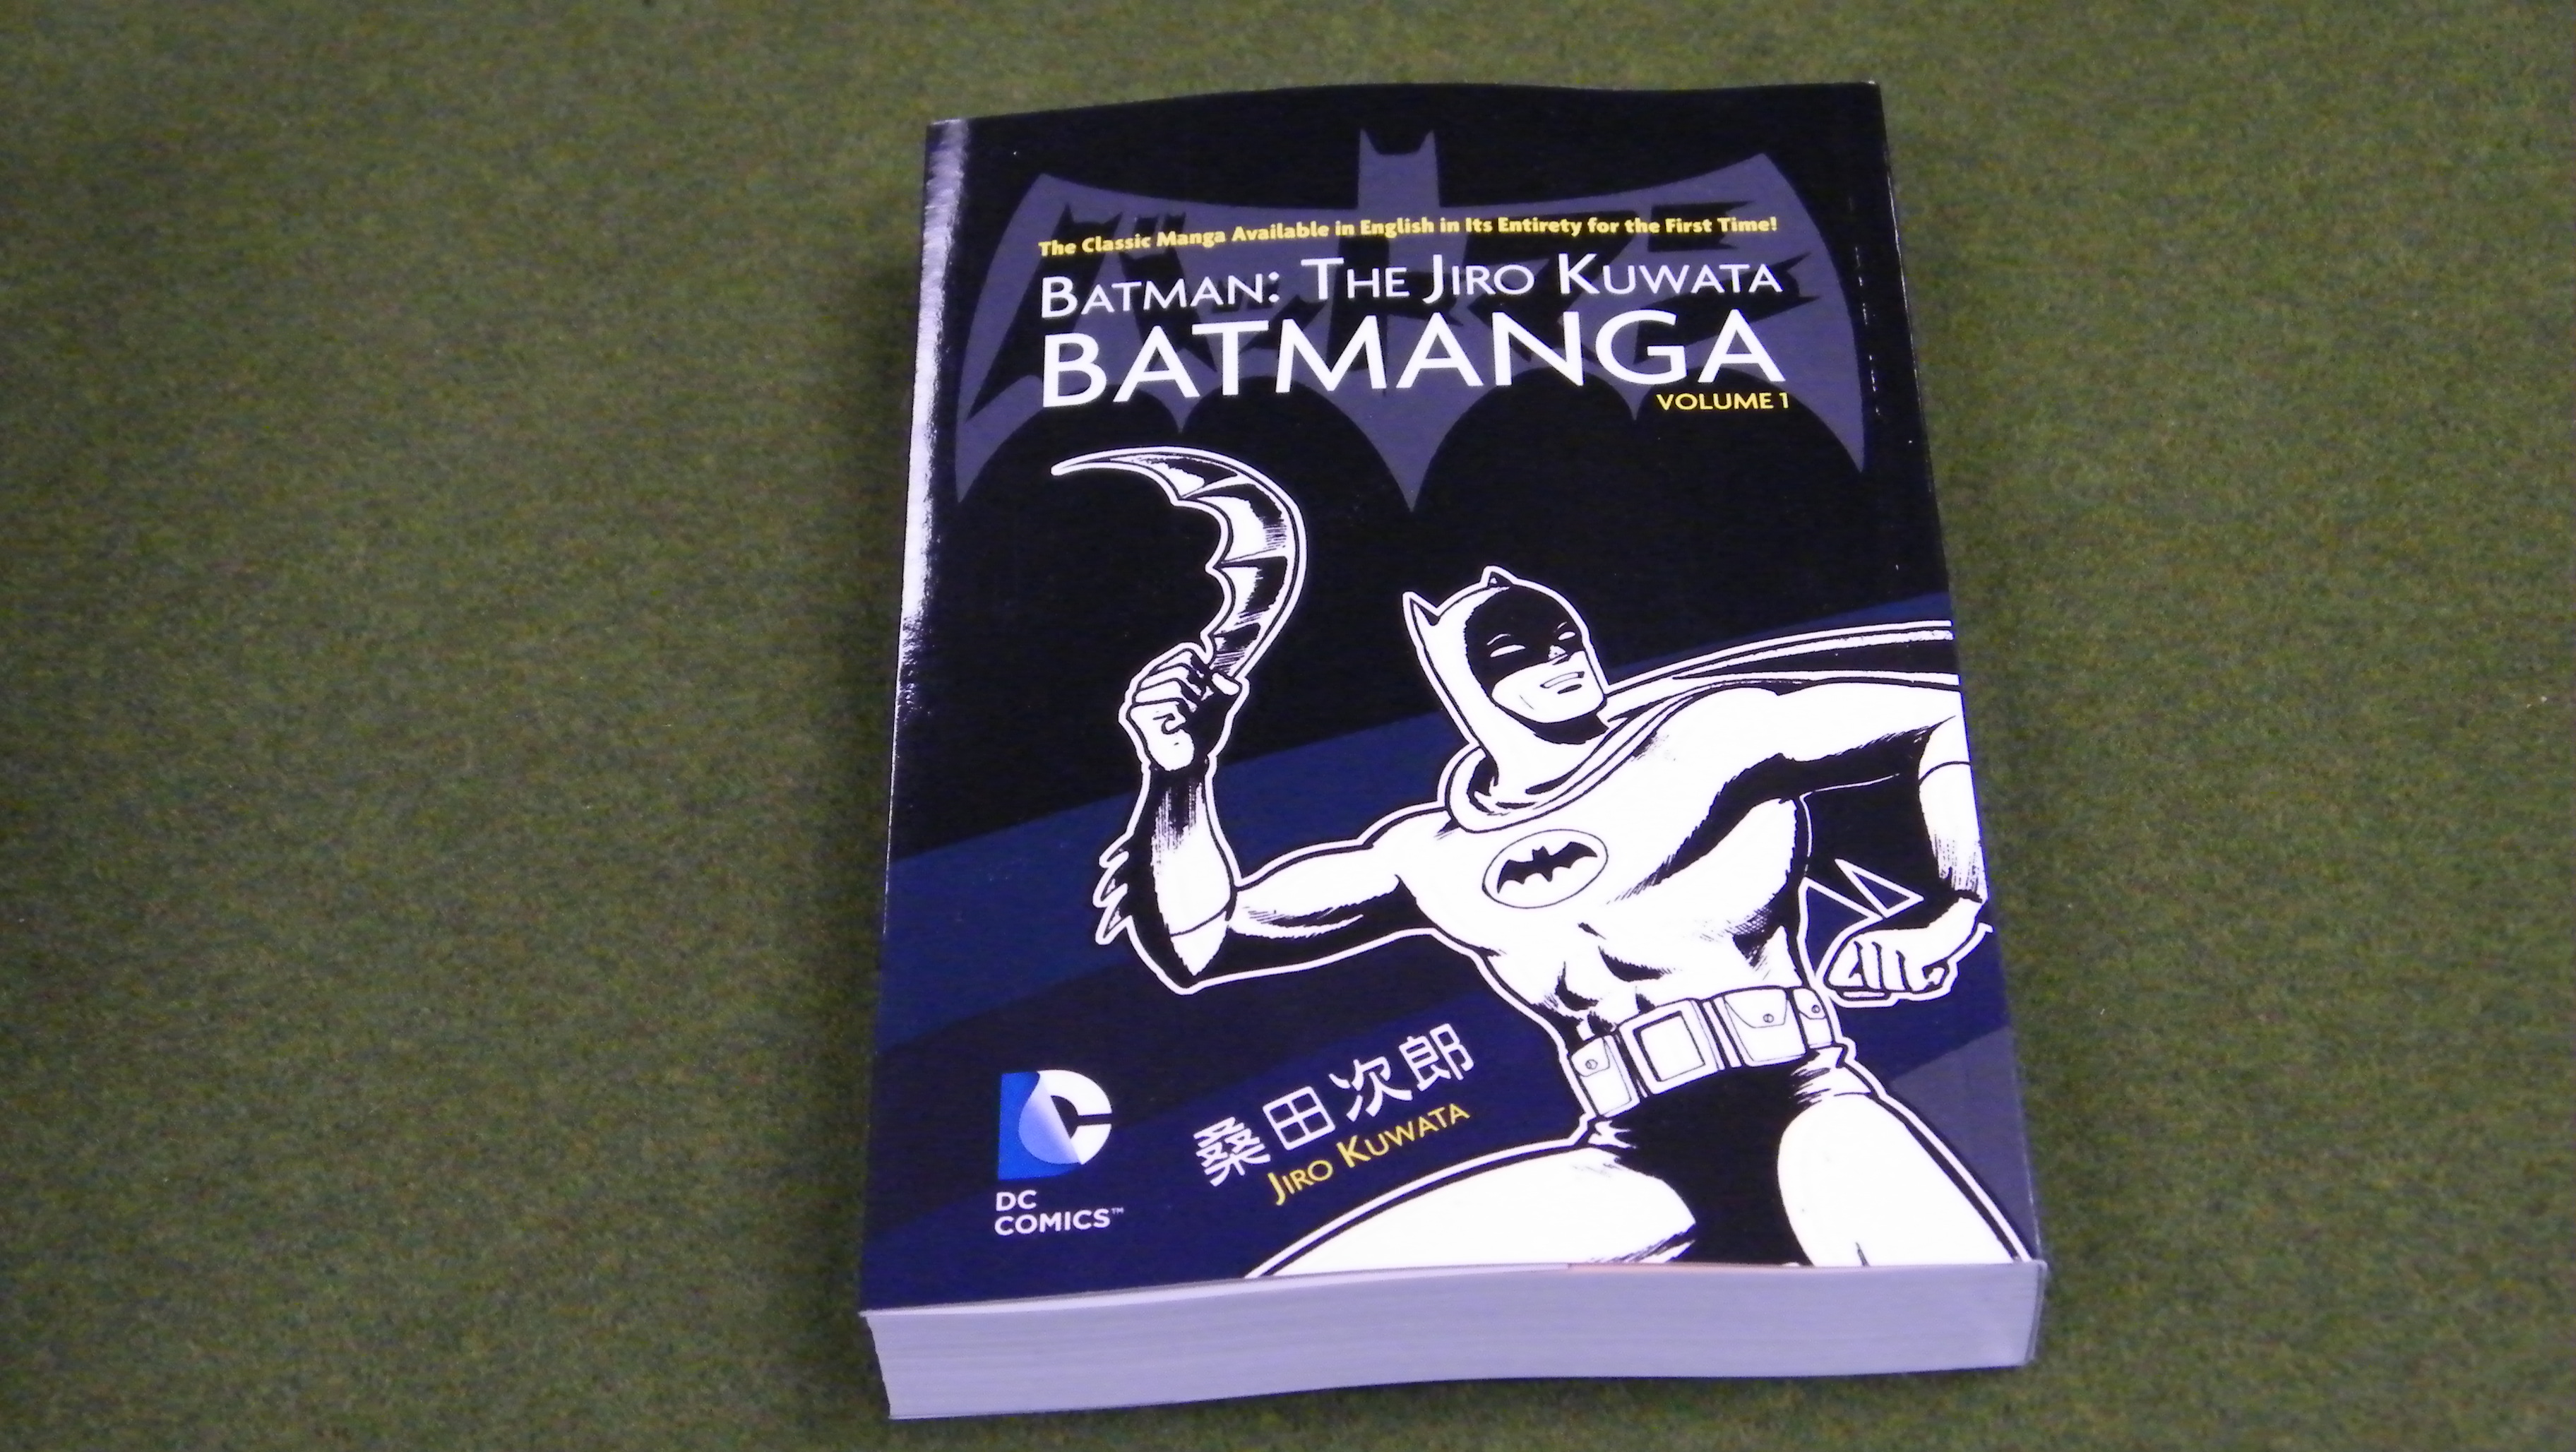 The Classic Manga Available in English in Its Entirety for the First Time!
BATMAN: THE JIRO KUWATA
BATMANGA
VOLUME 1
桑田次郎
JIRO KUWATA
DC
COMICS™